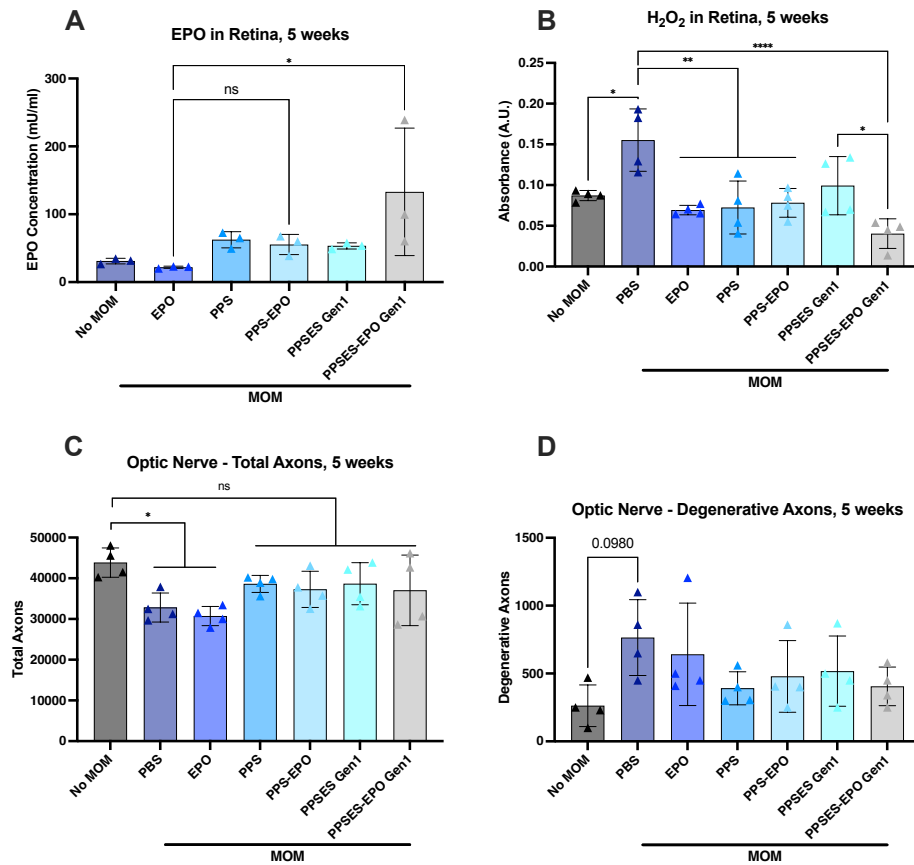 A
EPO in Retina, 5 weeks
*
ns
EPO Concentration (mU/ml)
300
200
100
0
No MOM
EPO
PPS
PPS-EPO
PPSES Gen1
PPSES-EPO Gen1
MOM
B
H₂O₂ in Retina, 5 weeks
****
**
*
*
Absorbance (A.U.)
0.20
0.15
0.10
0.05
0.00
No MOM
PBS
EPO
PPS
PPS-EPO
PPSES Gen1
PPSES-EPO Gen1
MOM
C
Optic Nerve - Total Axons, 5 weeks
ns
*
Total Axons
50000
40000
30000
20000
10000
0
No MOM
PBS
EPO
PPS
PPS-EPO
PPSES Gen1
PPSES-EPO Gen1
MOM
D
Optic Nerve - Degenerative Axons, 5 weeks
0.0980
Degenerative Axons
1500
1000
500
0
No MOM
PBS
EPO
PPS
PPS-EPO
PPSES Gen1
PPSES-EPO Gen1
MOM